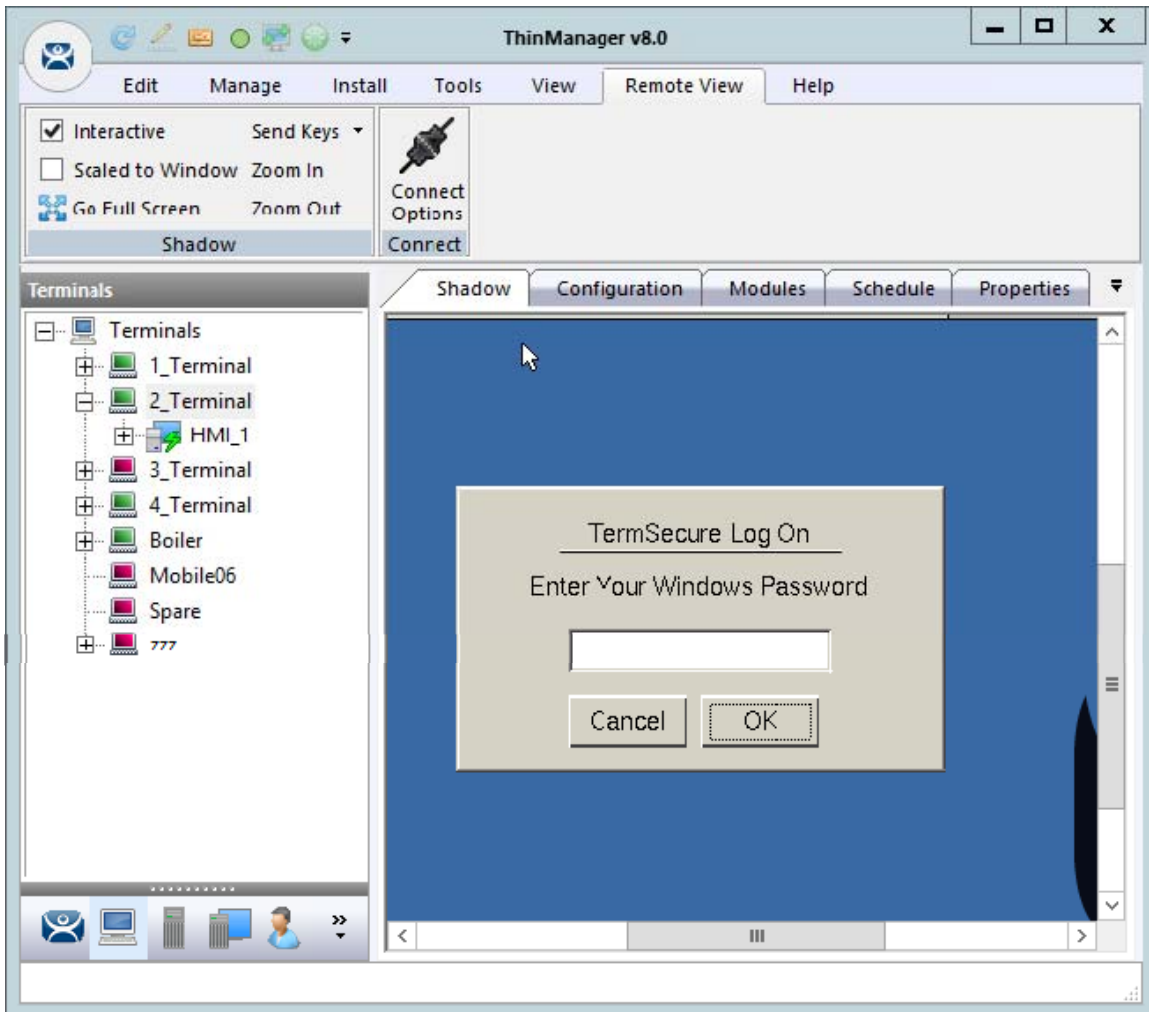 ThinManager v8.0
Edit Manage Install Tools View Remote View Help
Interactive Send Keys
Scaled to Window Zoom In
Go Full Screen Zoom Out
Connect
Options
Shadow Connect
Terminals
Shadow Configuration Modules Schedule Properties
Terminals
1_Terminal
2_Terminal
HMI_1
3_Terminal
4_Terminal
Boiler
Mobile06
Spare
TermSecure Log On
Enter Your Windows Password
Cancel OK